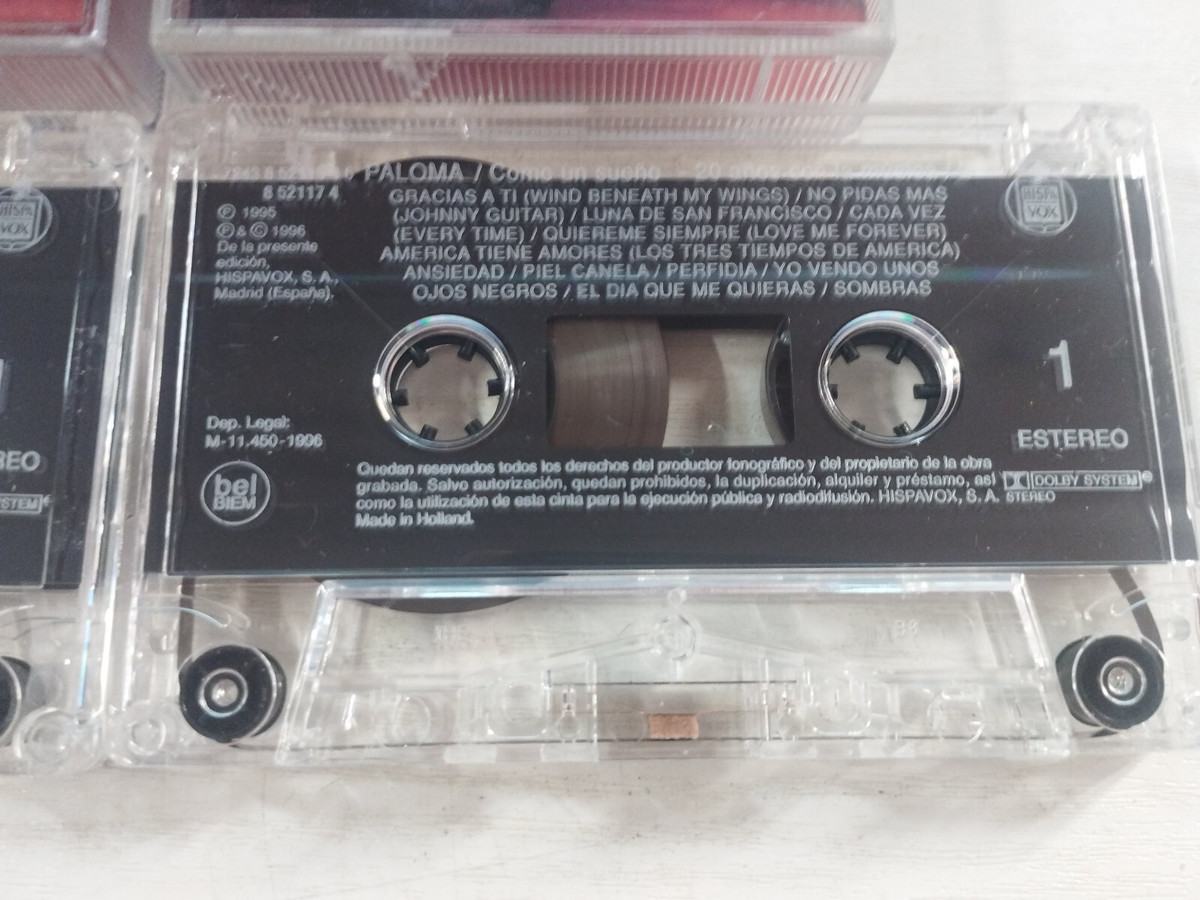 PALOMA / Como un sueño
8 52117 4
GRACIAS A TI (WIND BENEATH MY WINGS) / NO PIDAS MAS
(JOHNNY GUITAR) / LUNA DE SAN FRANCISCO / CADA VEZ
(EVERY TIME) / QUIEREME SIEMPRE (LOVE ME FOREVER)
AMERICA TIENE AMORES (LOS TRES TIEMPOS DE AMERICA)
ANSIEDAD / PIEL CANELA / PERFIDIA / YO VENDO UNOS
OJOS NEGROS / EL DIA QUE ME QUIERAS / SOMBRAS
℗ 1995
℗ & © 1996
De la presente
edición,
HISPAVOX, S. A.,
Madrid (España).
HISPA
VOX
HISPA
VOX
1
ESTEREO
Dep. Legal:
M-11.450-1996
bel
BIEM
Quedan reservados todos los derechos del productor fonográfico y del propietario de la obra
grabada. Salvo autorización, quedan prohibidos, la duplicación, alquiler y préstamo, así
como la utilización de esta cinta para la ejecución pública y radiodifusión. HISPAVOX, S. A.
Made in Holland.
DOLBY SYSTEM®
STEREO
REO
STEM®